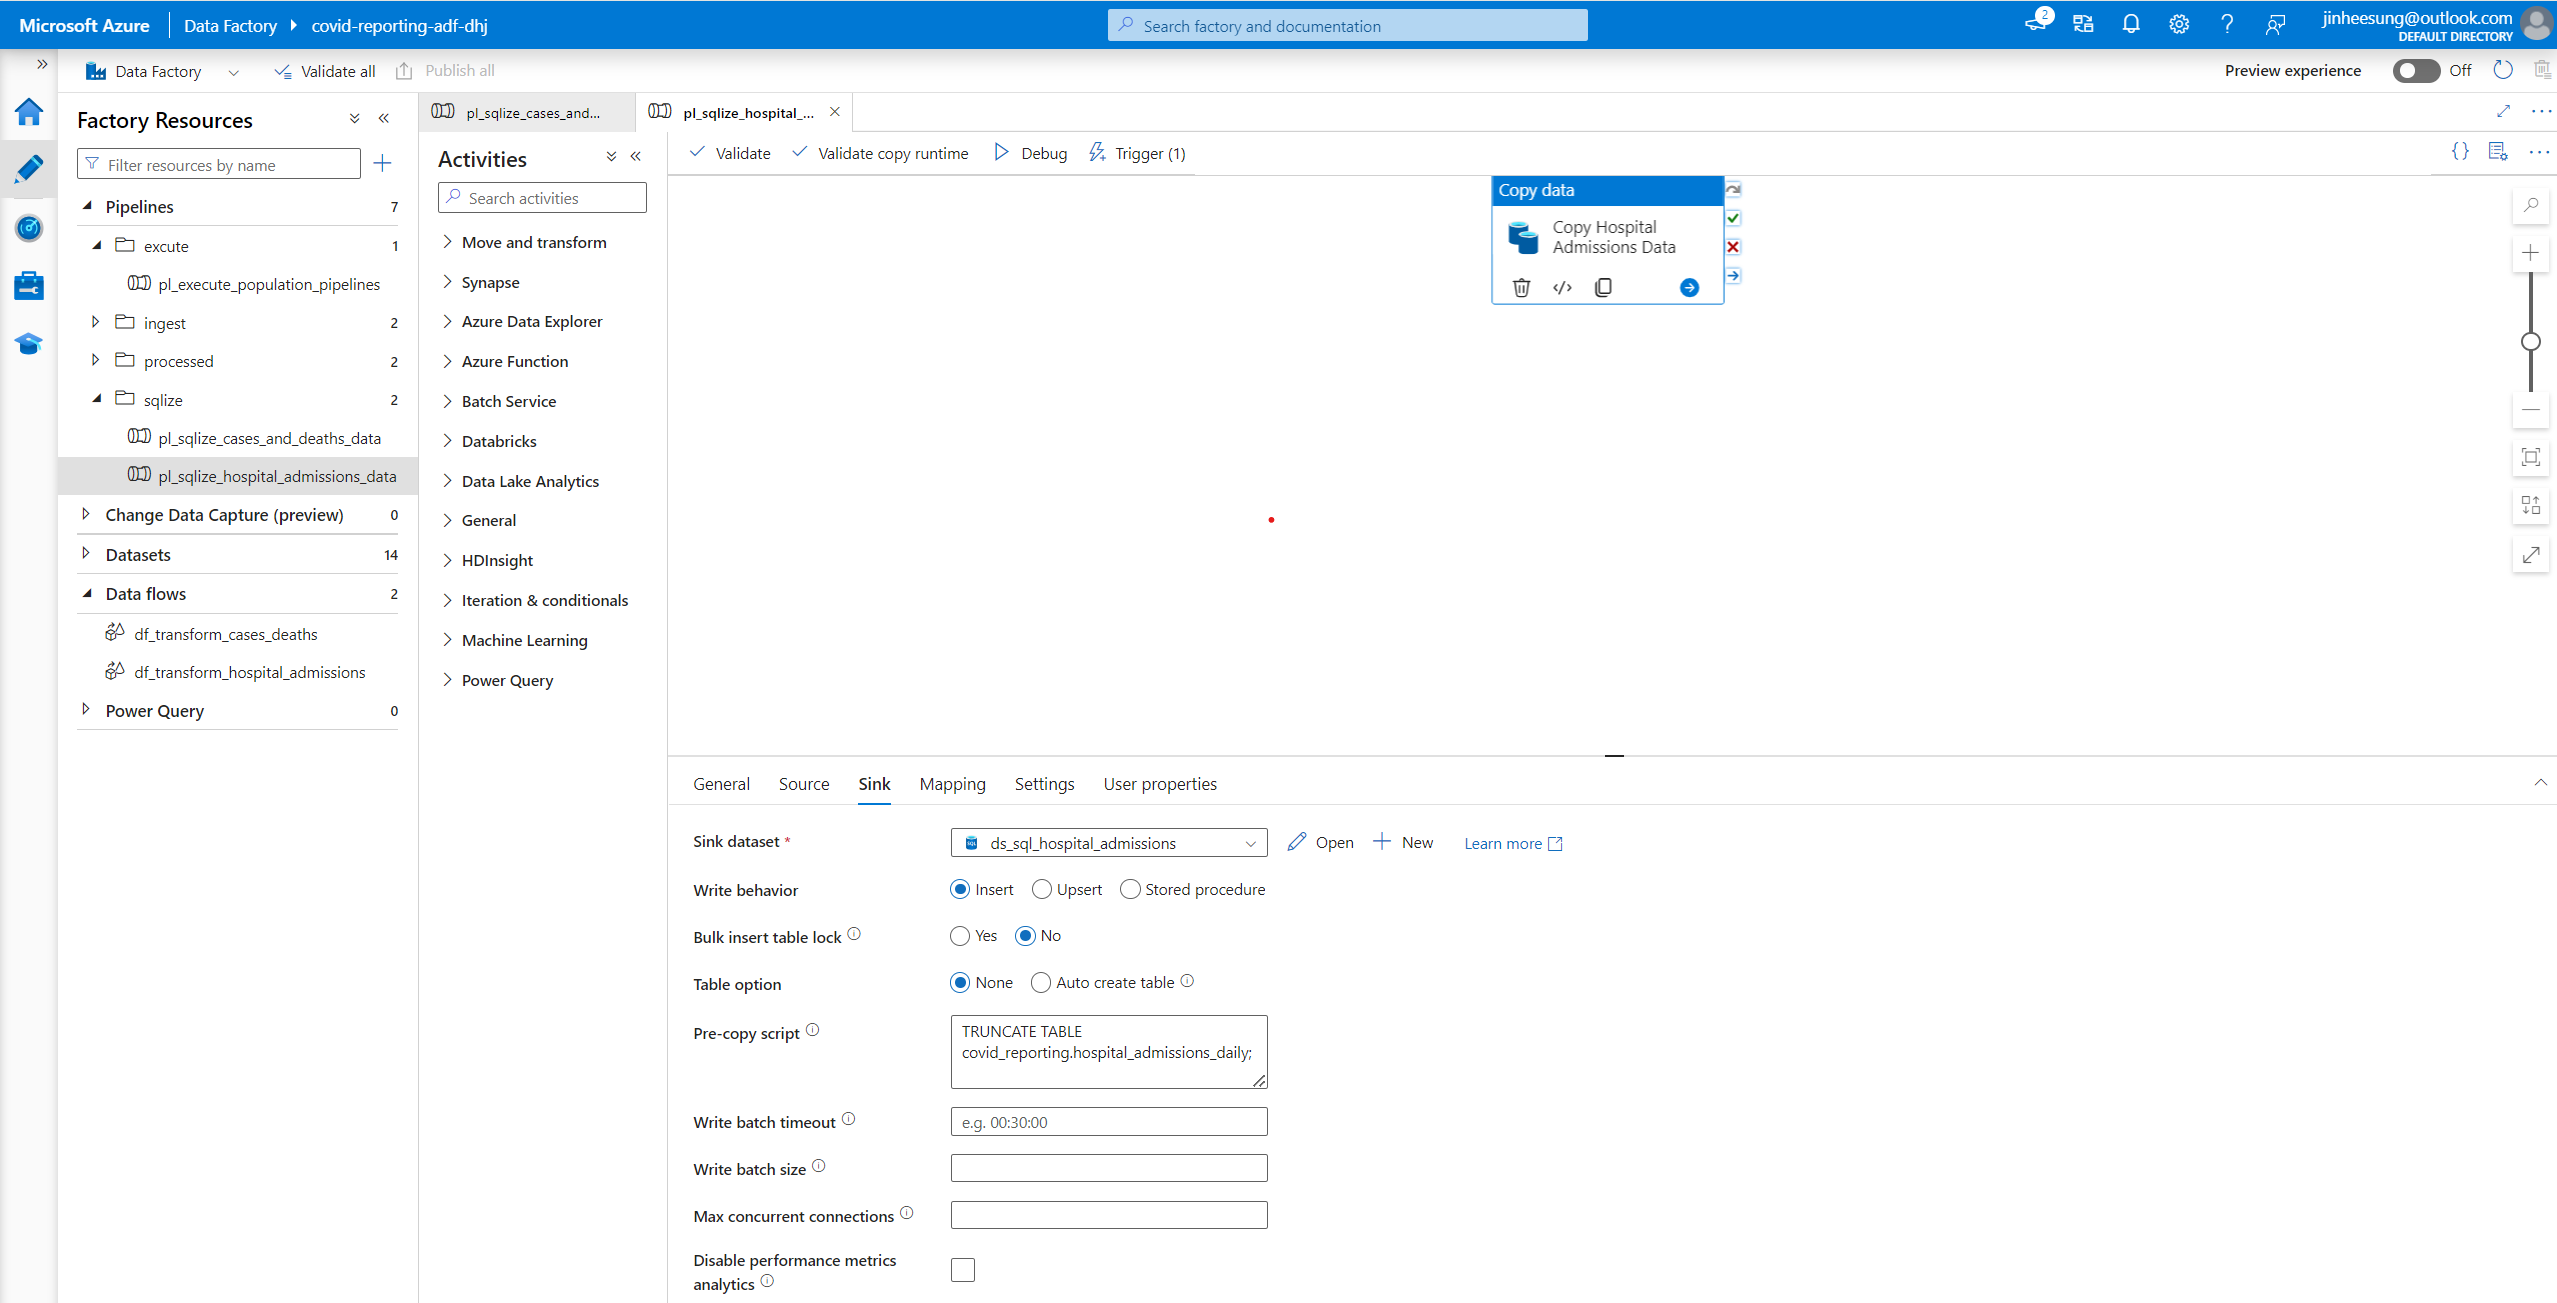 Microsoft Azure
Data Factory
covid-reporting-adf-dhj
Search factory and documentation
2
jinheesung@outlook.com
DEFAULT DIRECTORY
Data Factory
Validate all
Publish all
Preview experience
Off
Factory Resources
Filter resources by name
Pipelines 7
excute 1
pl_execute_population_pipelines
ingest 2
processed 2
sqlize 2
pl_sqlize_cases_and_deaths_data
pl_sqlize_hospital_admissions_data
Change Data Capture (preview) 0
Datasets 14
Data flows 2
df_transform_cases_deaths
df_transform_hospital_admissions
Power Query 0
pl_sqlize_cases_and...
pl_sqlize_hospital_...
Activities
Search activities
Move and transform
Synapse
Azure Data Explorer
Azure Function
Batch Service
Databricks
Data Lake Analytics
General
HDInsight
Iteration & conditionals
Machine Learning
Power Query
Validate
Validate copy runtime
Debug
Trigger (1)
Copy data
Copy Hospital
Admissions Data
General
Source
Sink
Mapping
Settings
User properties
Sink dataset *
ds_sql_hospital_admissions
Open
New
Learn more
Write behavior
Insert
Upsert
Stored procedure
Bulk insert table lock
Yes
No
Table option
None
Auto create table
Pre-copy script
TRUNCATE TABLE
covid_reporting.hospital_admissions_daily;
Write batch timeout
e.g. 00:30:00
Write batch size
Max concurrent connections
Disable performance metrics
analytics